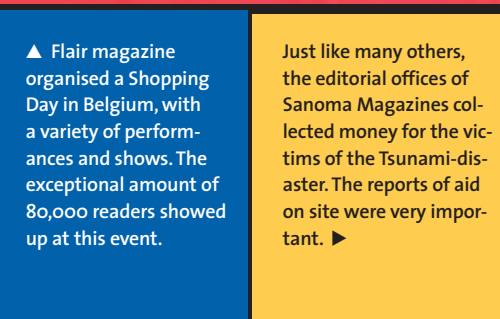 ▲ Flair magazine
organised a Shopping
Day in Belgium, with
a variety of perform-
ances and shows. The
exceptional amount of
80,000 readers showed
up at this event.
Just like many others,
the editorial offices of
Sanoma Magazines col-
lected money for the vic-
tims of the Tsunami-dis-
aster. The reports of aid
on site were very impor-
tant. ▶